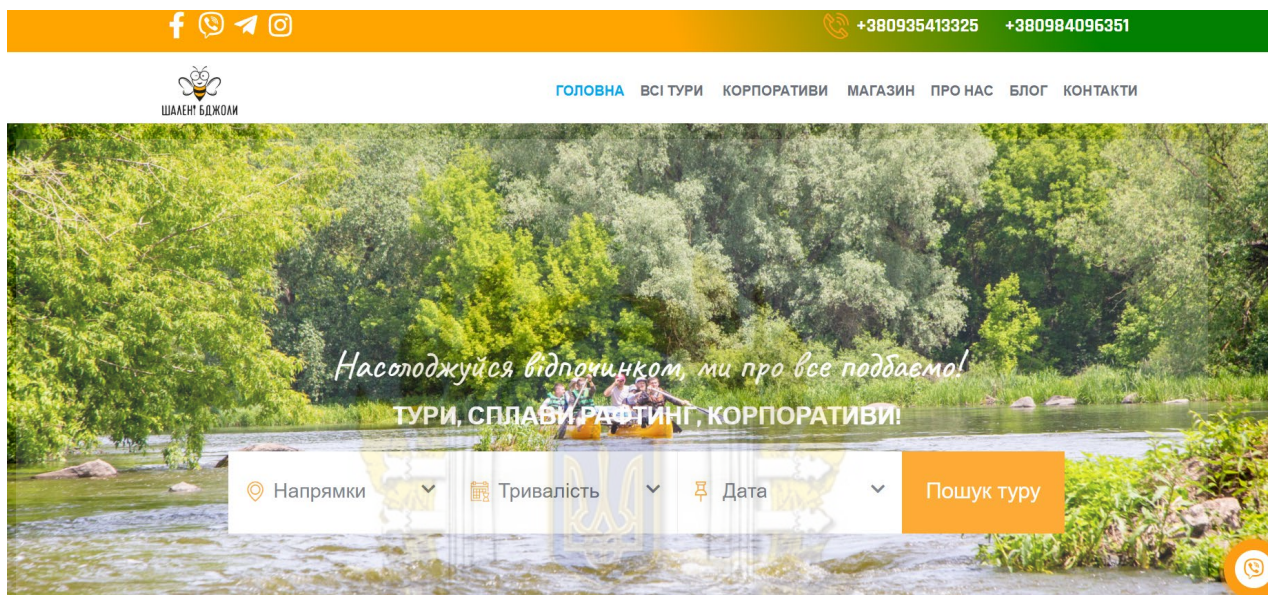 +380935413325 +380984096351
ШАЛЕНІ БДЖОЛИ
ГОЛОВНА ВСІ ТУРИ КОРПОРАТИВИ МАГАЗИН ПРО НАС БЛОГ КОНТАКТИ
Насолоджуйся відпочинком, ми про все подбаємо!
ТУРИ, СПЛАВИ,РАФТИНГ, КОРПОРАТИВИ!
Напрямки Тривалість Дата Пошук туру